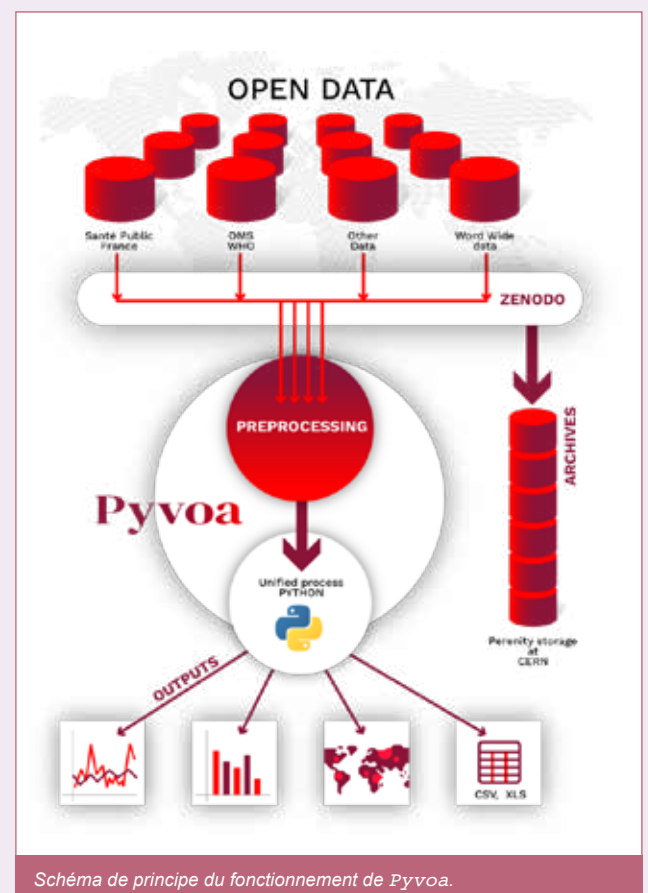 OPEN DATA
Santé Public
France
OMS
WHO
Other
Data
Word Wide
data
ZENODO
PREPROCESSING
ARCHIVES
Pyvoa
Unified process
PYTHON
Perenity storage
at
CERN
OUTPUTS
CSV, XLS
Schéma de principe du fonctionnement de Pyvoa.